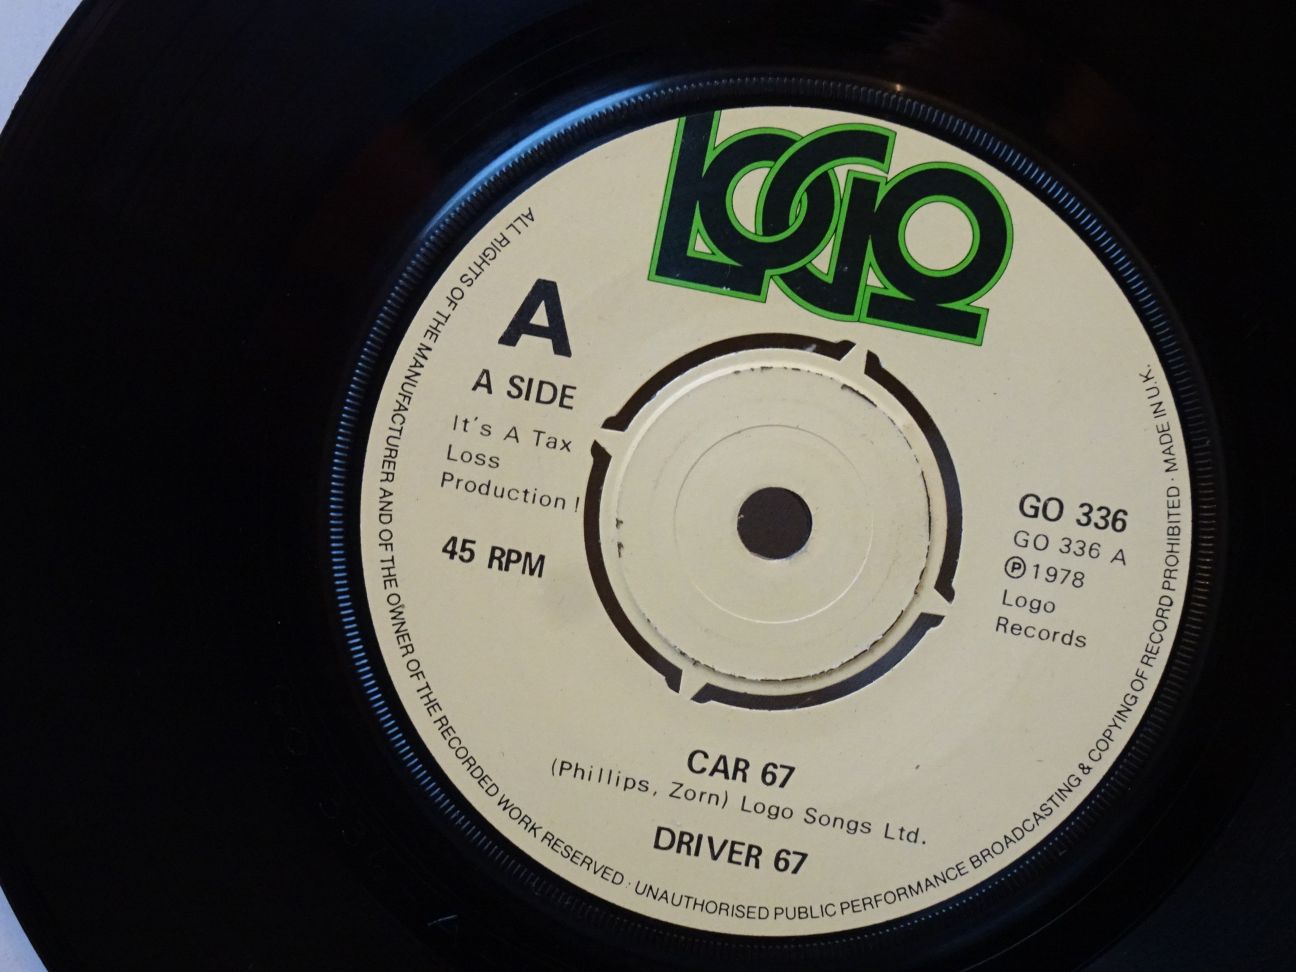 LOGO
A
A SIDE
It's A Tax
Loss
Production!
45 RPM
GO 336
GO 336 A
Ⓟ1978
Logo
Records
CAR 67
(Phillips, Zorn) Logo Songs Ltd.
DRIVER 67
ALL RIGHTS OF THE MANUFACTURER AND OF THE OWNER OF THE RECORDED WORK RESERVED · UNAUTHORISED PUBLIC PERFORMANCE BROADCASTING & COPYING OF RECORD PROHIBITED · MADE IN U.K.